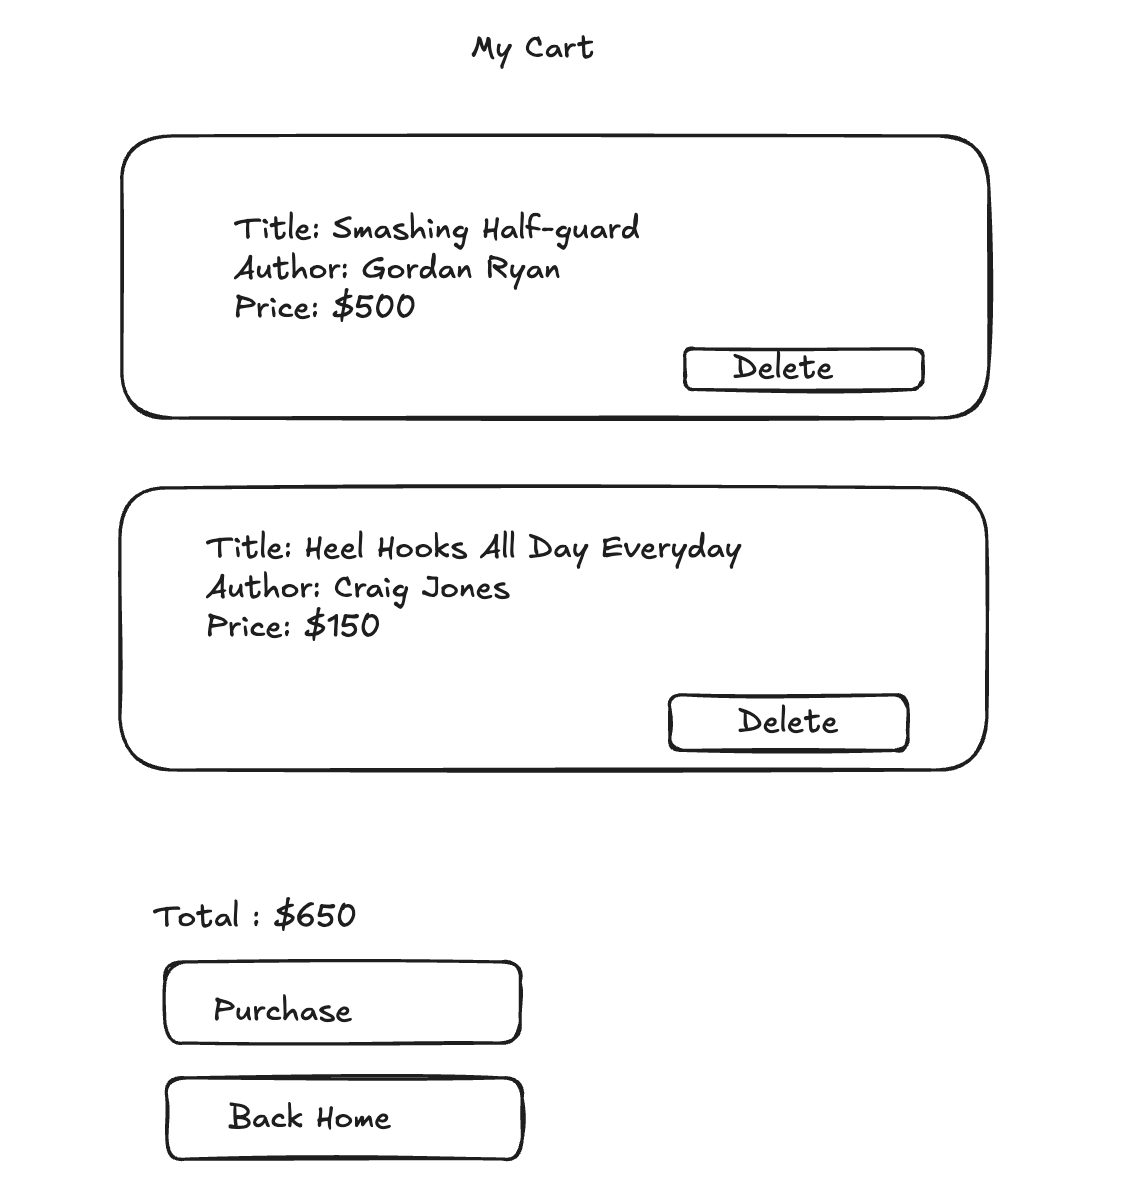 My Cart
Title: Smashing Half-guard
Author: Gordan Ryan
Price: $500
Delete
Title: Heel Hooks All Day Everyday
Author: Craig Jones
Price: $150
Delete
Total : $650
Purchase
Back Home